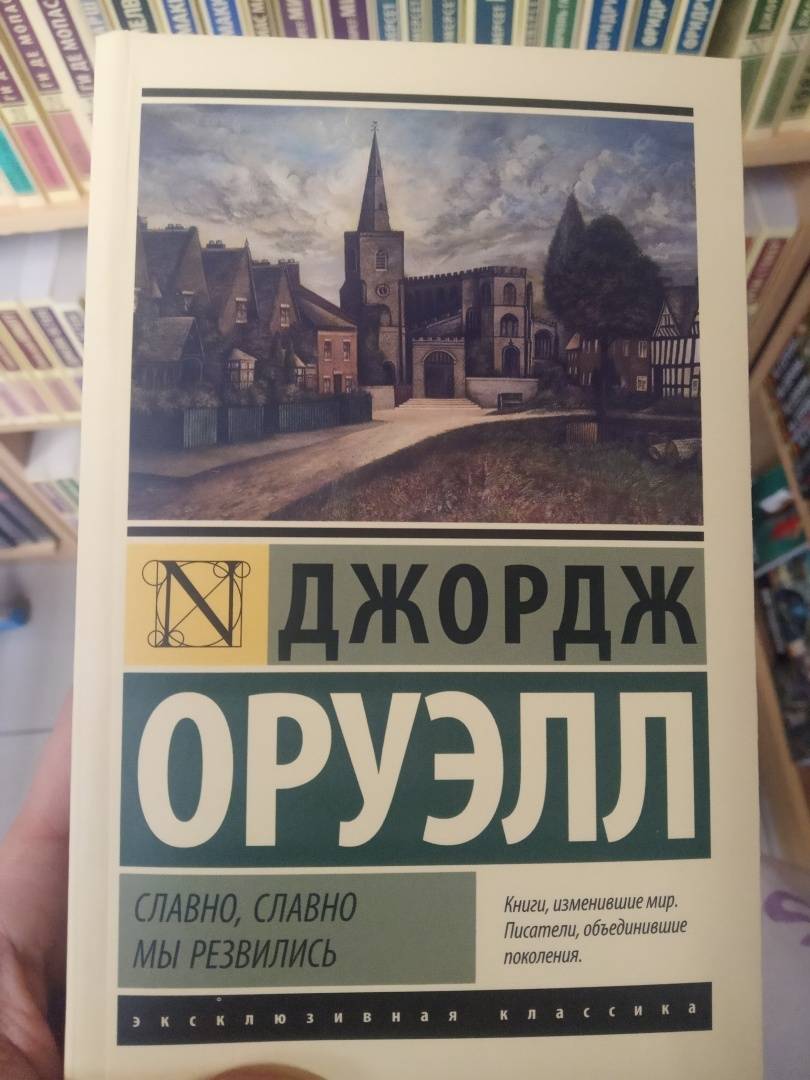 N
ДЖОРДЖ
ОРУЭЛЛ
СЛАВНО, СЛАВНО
МЫ РЕЗВИЛИСЬ
Книги, изменившие мир.
Писатели, объединившие
поколения.
эксклюзивная классика